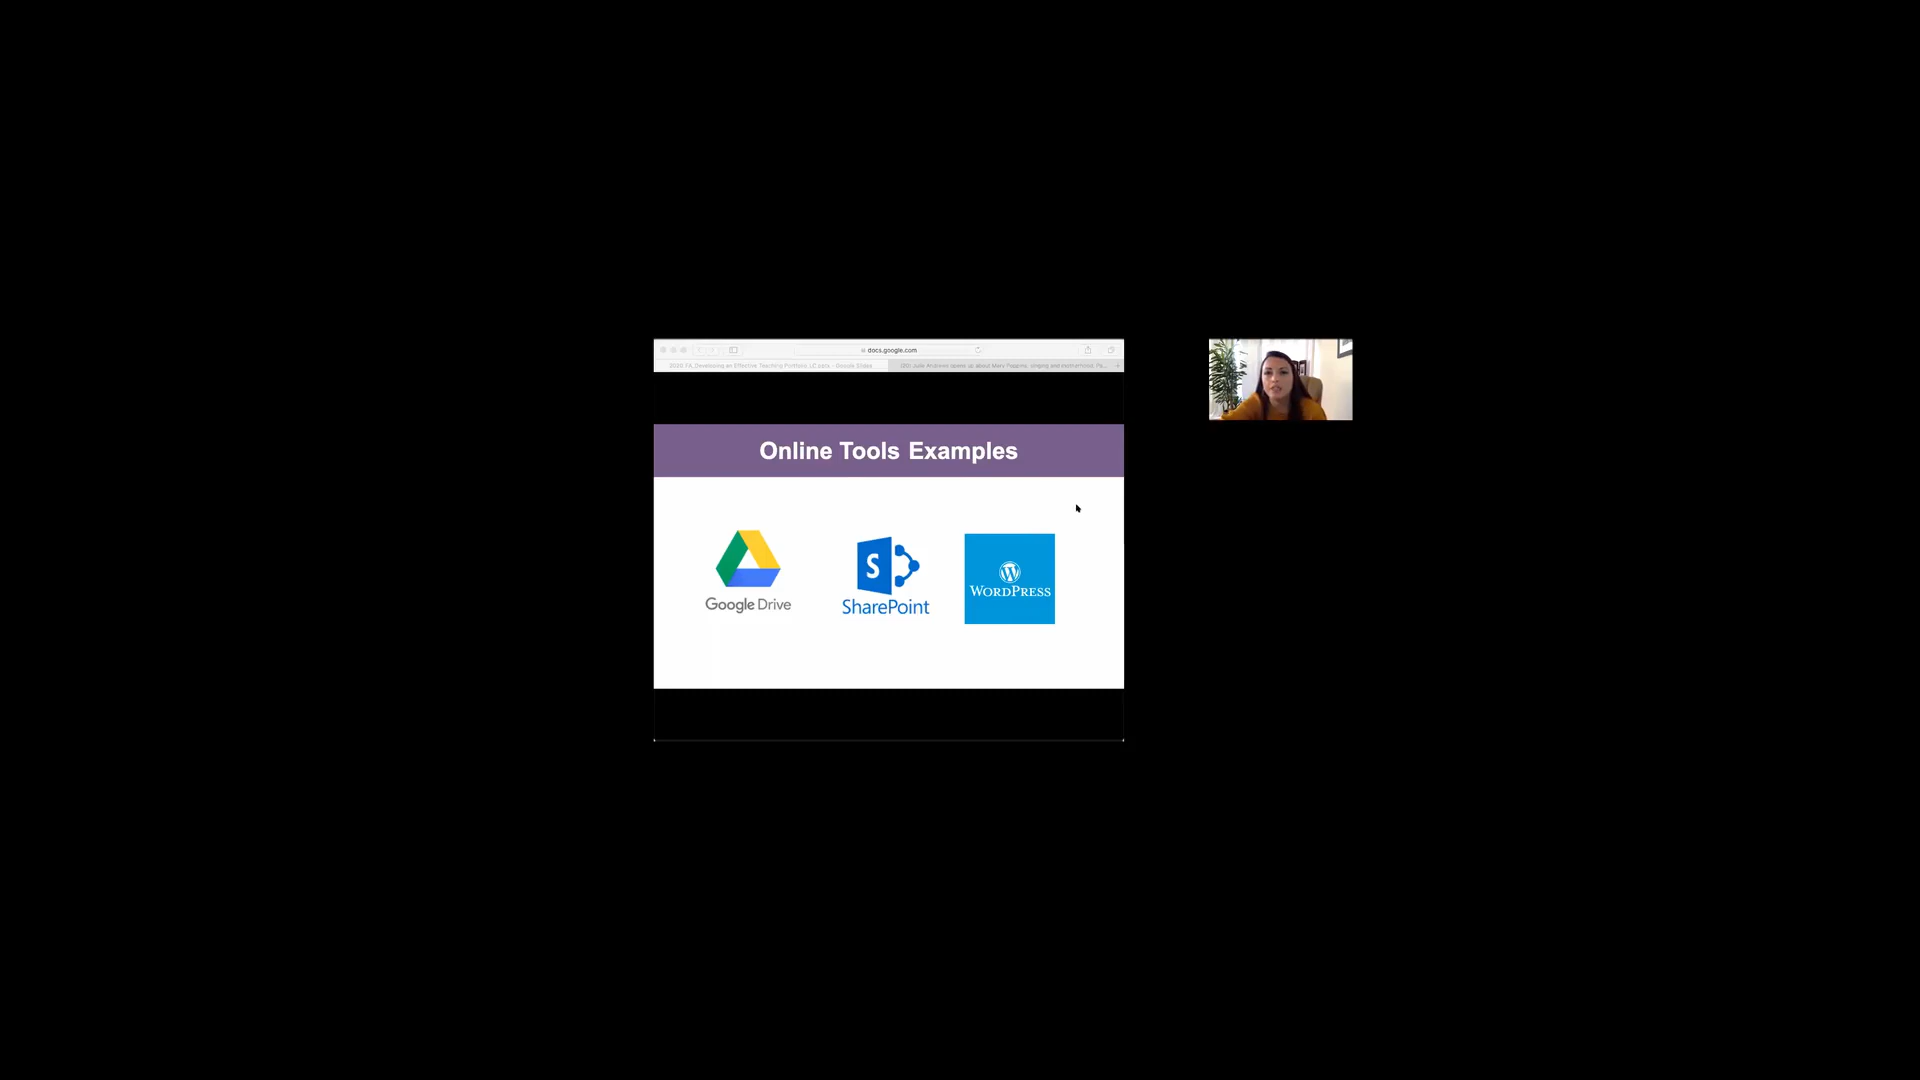 docs.google.com
Online Tools Examples
Google Drive
S
SharePoint
W
WORDPRESS